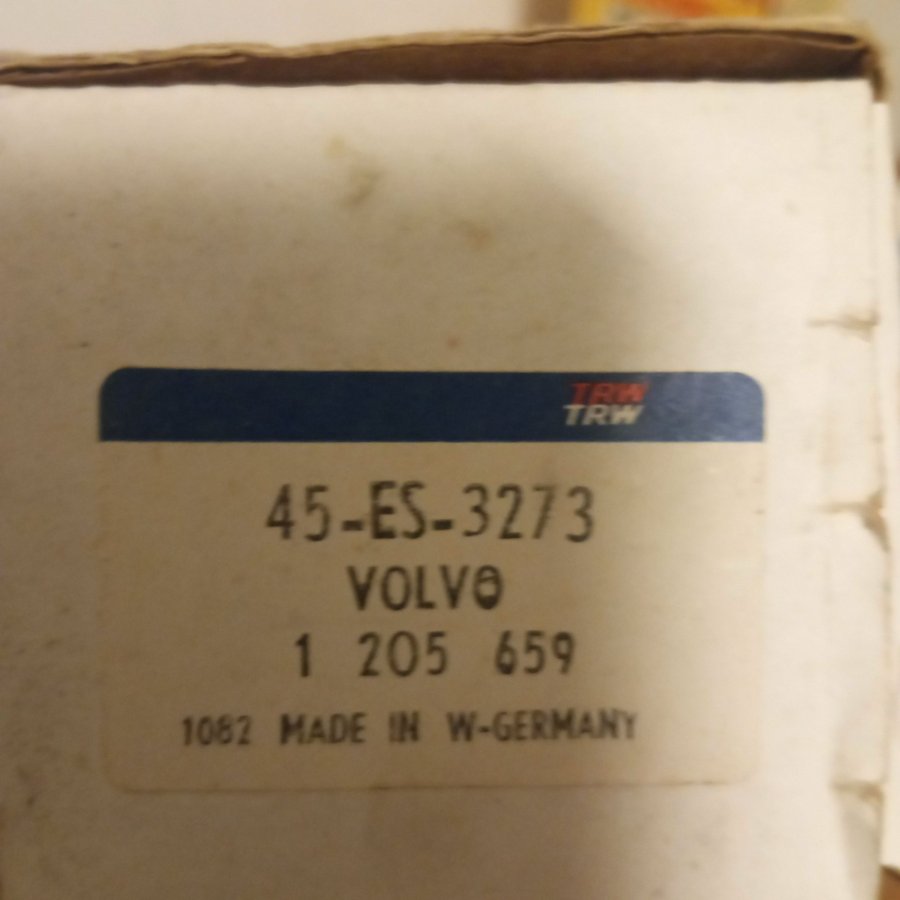 TRW
TRW
45-ES-3273
VOLVO
1 205 659
1082 MADE IN W-GERMANY